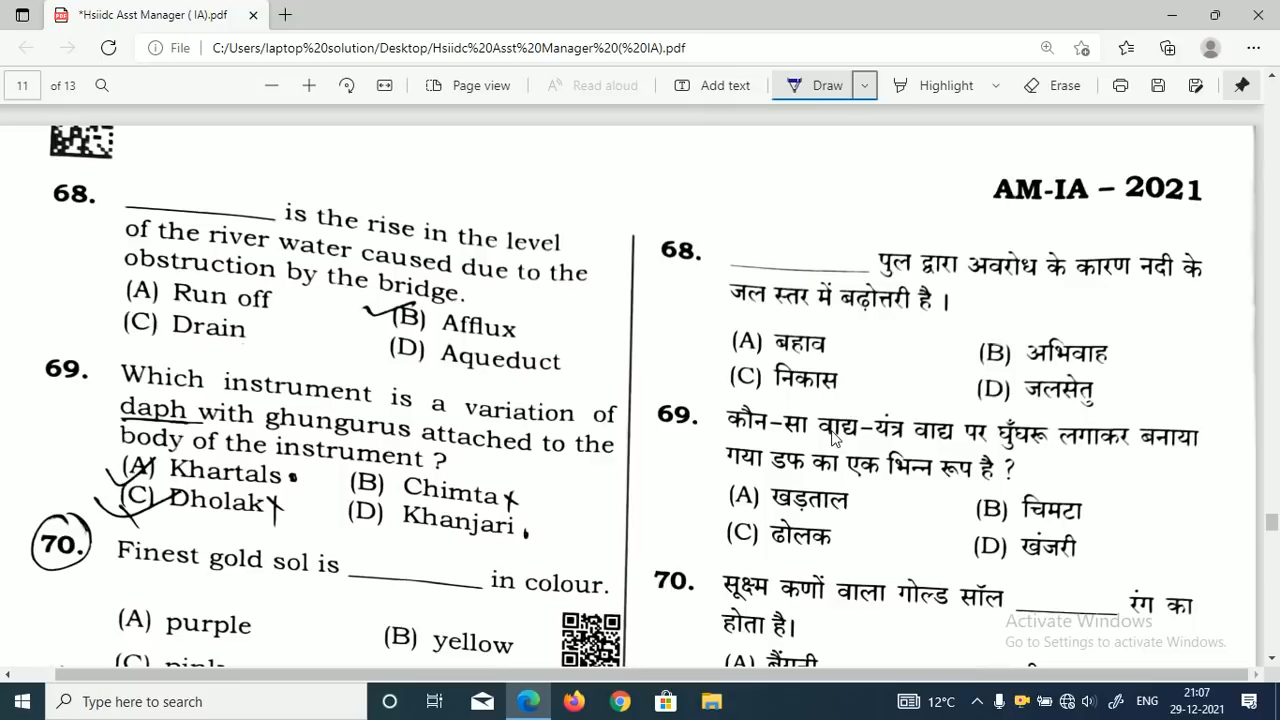 *Hsiidc Asst Manager ( IA).pdf
File
C:/Users/laptop%20solution/Desktop/Hsiidc%20Asst%20Manager%20(%20IA).pdf
11 of 13
Page view
Read aloud
Add text
Draw
Highlight
Erase
AM-IA – 2021
68. ________ is the rise in the level
of the river water caused due to the
obstruction by the bridge.
(A) Run off (B) Afflux
(C) Drain (D) Aqueduct
69. Which instrument is a variation of
daph with ghungurus attached to the
body of the instrument ?
(A) Khartals (B) Chimta
(C) Dholak (D) Khanjari
70. Finest gold sol is ________ in colour.
(A) purple (B) yellow
(C) pink
68. ________ पुल द्वारा अवरोध के कारण नदी के
जल स्तर में बढ़ोत्तरी है ।
(A) बहाव (B) अभिवाह
(C) निकास (D) जलसेतु
69. कौन-सा वाद्य-यंत्र वाद्य पर घुँघरू लगाकर बनाया
गया डफ का एक भिन्न रूप है ?
(A) खड़ताल (B) चिमटा
(C) ढोलक (D) खंजरी
70. सूक्ष्म कणों वाला गोल्ड सॉल ________ रंग का
होता है।
(A) बैंगनी
Activate Windows
Go to Settings to activate Windows.
Type here to search
12°C
ENG
21:07
29-12-2021